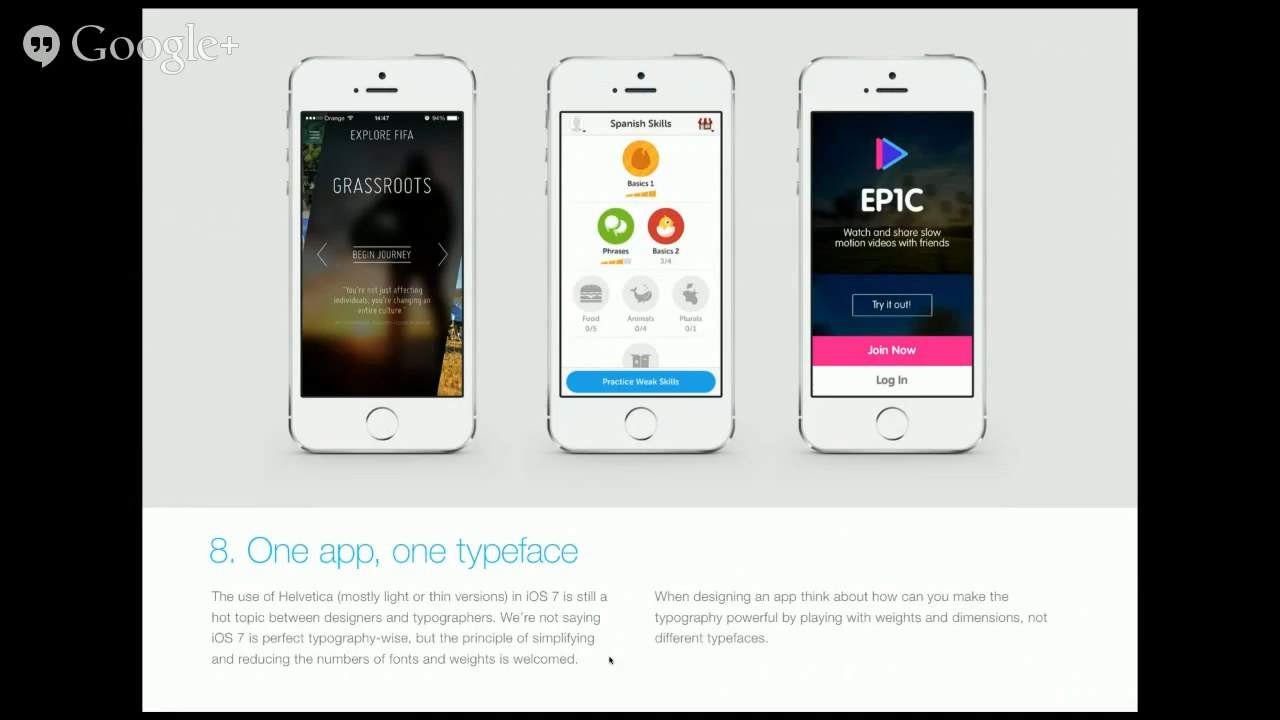 Google+
Orange 14:47 94%
EXPLORE FIFA
GRASSROOTS
BEGIN JOURNEY
"You're not just affecting
individuals, you're changing an
entire culture.
Spanish Skills
Basics 1
Phrases Basics 2
3/4
Food Animals Plurals
0/5 0/4 0/1
Practice Weak Skills
EP1C
Watch and share slow
motion videos with friends
Try it out!
Join Now
Log In
8. One app, one typeface
The use of Helvetica (mostly light or thin versions) in iOS 7 is still a
hot topic between designers and typographers. We're not saying
iOS 7 is perfect typography-wise, but the principle of simplifying
and reducing the numbers of fonts and weights is welcomed.
When designing an app think about how can you make the
typography powerful by playing with weights and dimensions, not
different typefaces.